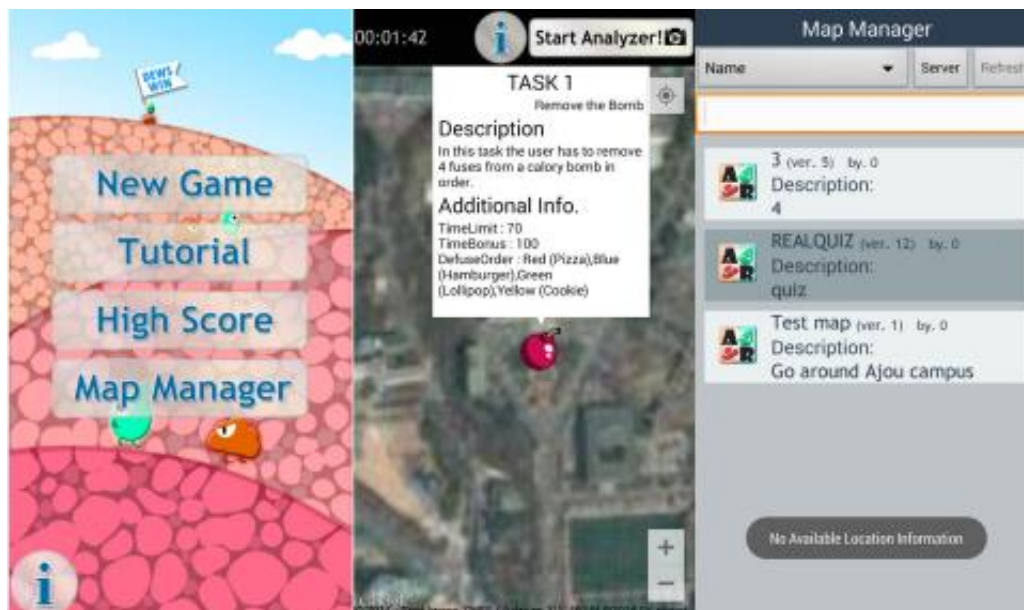 DEWS /
WIN
New Game
Tutorial
High Score
Map Manager
i
00:01:42
i
Start Analyzer!
TASK 1
Remove the Bomb
Description
In this task the user has to remove
4 fuses from a calory bomb in
order.
Additional Info.
TimeLimit : 70
TimeBonus : 100
DefuseOrder : Red (Pizza),Blue
(Hamburger),Green
(Lollipop),Yellow (Cookie)
+
−
Map Manager
Name
Server
Refresh
A R
3 (ver. 5) by. 0
Description:
4
A R
REALQUIZ (ver. 12) by. 0
Description:
quiz
A R
Test map (ver. 1) by. 0
Description:
Go around Ajou campus
No Available Location Information